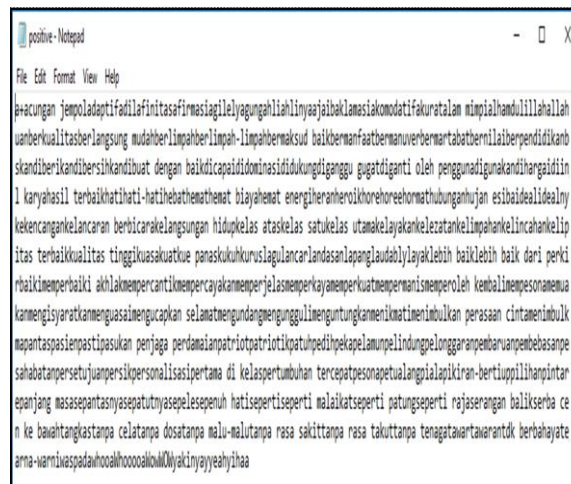 positive - Notepad
File Edit Format View Help
a+acungan jempoladaptifadilafinitasafirmasiagilelyagungahliahlinyaajaibaklamasiakomodatifakuratalam mimpialhamdulillahallah
uanberkualitasberlangsung mudahberlimpahberlimpah-limpahbermaksud baikbermanfaatbermanuverbermartabatbernilaiberpendidikanb
skandiberikandibersihkandibuat dengan baikdicapaididominasididukungdiganggu gugatdiganti oleh penggunadigunakandihargaidiin
l karyahasil terbaikhatihati-hatihebathemathemat biayahemat energiheranheroikhorehoreehormathubunganhujan esibaidealidealny
kekencangankelancaran berbicarakelangsungan hidupkelas ataskelas satukelas utamakelayakankelezatankelimpahankelincahankelip
itas terbaikkualitas tinggikuasakuatkue panaskukuhkuruslagulancarlandasanlapanglaudablylayaklebih baiklebih baik dari perki
rbaikimemperbaiki akhlakmempercantikmempercayakanmemperjelasmemperkayamemperkuatmempermanismemperoleh kembalimempesonamemua
kanmengisyaratkanmenguasaimengucapkan selamatmengundangmengunggulimenguntungkanmenikmatimenimbulkan perasaan cintamenimbulk
mapantaspasienpastipasukan penjaga perdamaianpatriotpatriotikpatuhpedihpekapelamunpelindungpelonggaranpembaruanpembebasanpe
sahabatanpersetujuanpersikpersonalisasipertama di kelaspertumbuhan tercepatpesonapetualangpialapikiran-bertiuppilihanpintar
epanjang masasepantasnyasepatutnyasepelesepenuh hatisepertiseperti malaikatseperti patungseperti rajaserangan balikserba ce
n ke bawahtangkastanpa celatanpa dosatanpa malu-malutanpa rasa sakittanpa rasa takuttanpa tenagatawartawarantdk berbahayate
arna-warniwaspadawhooaWhooooaWowWOWyakinyayyeahyihaa